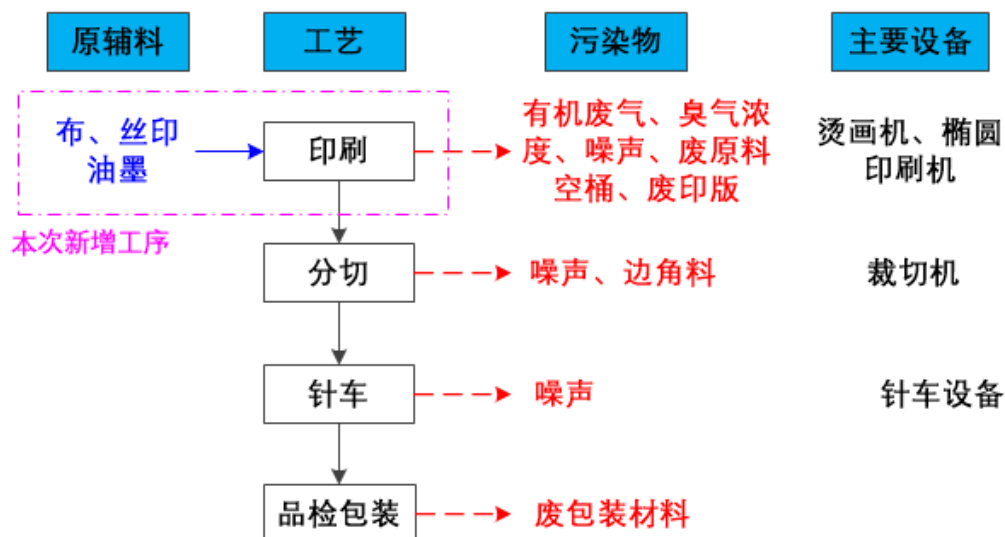 原辅料
工艺
污染物
主要设备
布、丝印
油墨
印刷
有机废气、臭气浓
度、噪声、废原料
空桶、废印版
烫画机、椭圆
印刷机
本次新增工序
分切
噪声、边角料
裁切机
针车
噪声
针车设备
品检包装
废包装材料